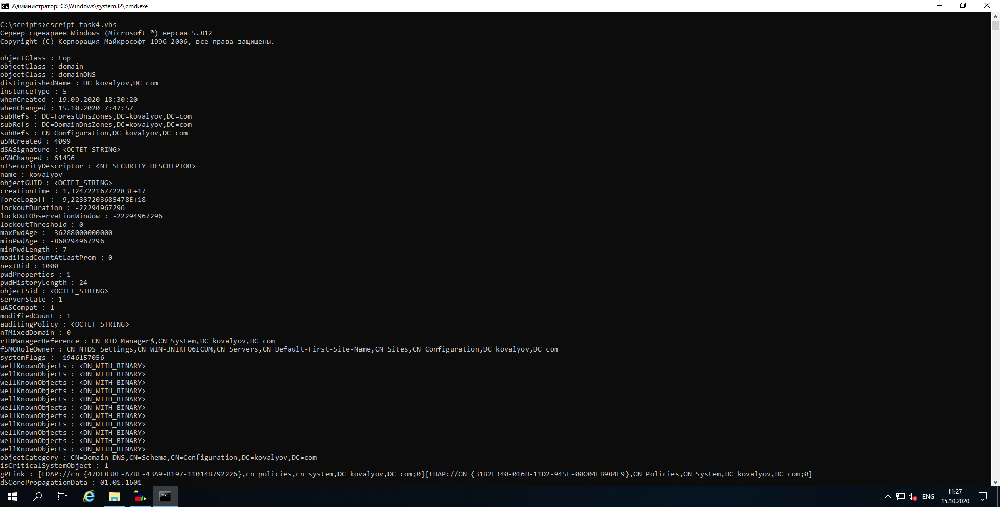 Администратор: C:\Windows\system32\cmd.exe
C:\scripts>cscript task4.vbs
Сервер сценариев Windows (Microsoft ®) версия 5.812
Copyright (C) Корпорация Майкрософт 1996-2006, все права защищены.
objectClass : top
objectClass : domain
objectClass : domainDNS
distinguishedName : DC=kovalyov,DC=com
instanceType : 5
whenCreated : 19.09.2020 18:30:20
whenChanged : 15.10.2020 7:47:57
subRefs : DC=ForestDnsZones,DC=kovalyov,DC=com
subRefs : DC=DomainDnsZones,DC=kovalyov,DC=com
subRefs : CN=Configuration,DC=kovalyov,DC=com
uSNCreated : 4099
dSASignature : <OCTET_STRING>
uSNChanged : 61456
nTSecurityDescriptor : <NT_SECURITY_DESCRIPTOR>
name : kovalyov
objectGUID : <OCTET_STRING>
creationTime : 1,32472216772283E+17
forceLogoff : -9,22337203685478E+18
lockoutDuration : -22294967296
lockOutObservationWindow : -22294967296
lockoutThreshold : 0
maxPwdAge : -36288000000000
minPwdAge : -868294967296
minPwdLength : 7
modifiedCountAtLastProm : 0
nextRid : 1000
pwdProperties : 1
pwdHistoryLength : 24
objectSid : <OCTET_STRING>
serverState : 1
uASCompat : 1
modifiedCount : 1
auditingPolicy : <OCTET_STRING>
nTMixedDomain : 0
rIDManagerReference : CN=RID Manager$,CN=System,DC=kovalyov,DC=com
fSMORoleOwner : CN=NTDS Settings,CN=WIN-3NIKFO6ICUM,CN=Servers,CN=Default-First-Site-Name,CN=Sites,CN=Configuration,DC=kovalyov,DC=com
systemFlags : -1946157056
wellKnownObjects : <DN_WITH_BINARY>
wellKnownObjects : <DN_WITH_BINARY>
wellKnownObjects : <DN_WITH_BINARY>
wellKnownObjects : <DN_WITH_BINARY>
wellKnownObjects : <DN_WITH_BINARY>
wellKnownObjects : <DN_WITH_BINARY>
wellKnownObjects : <DN_WITH_BINARY>
wellKnownObjects : <DN_WITH_BINARY>
wellKnownObjects : <DN_WITH_BINARY>
wellKnownObjects : <DN_WITH_BINARY>
wellKnownObjects : <DN_WITH_BINARY>
objectCategory : CN=Domain-DNS,CN=Schema,CN=Configuration,DC=kovalyov,DC=com
isCriticalSystemObject : 1
gPLink : [LDAP://cn={47DE838E-A7BE-43A9-B197-11014B792226},cn=policies,cn=system,DC=kovalyov,DC=com;0][LDAP://CN={31B2F340-016D-11D2-945F-00C04FB984F9},CN=Policies,CN=System,DC=kovalyov,DC=com;0]
dSCorePropagationData : 01.01.1601
ENG
11:27
15.10.2020